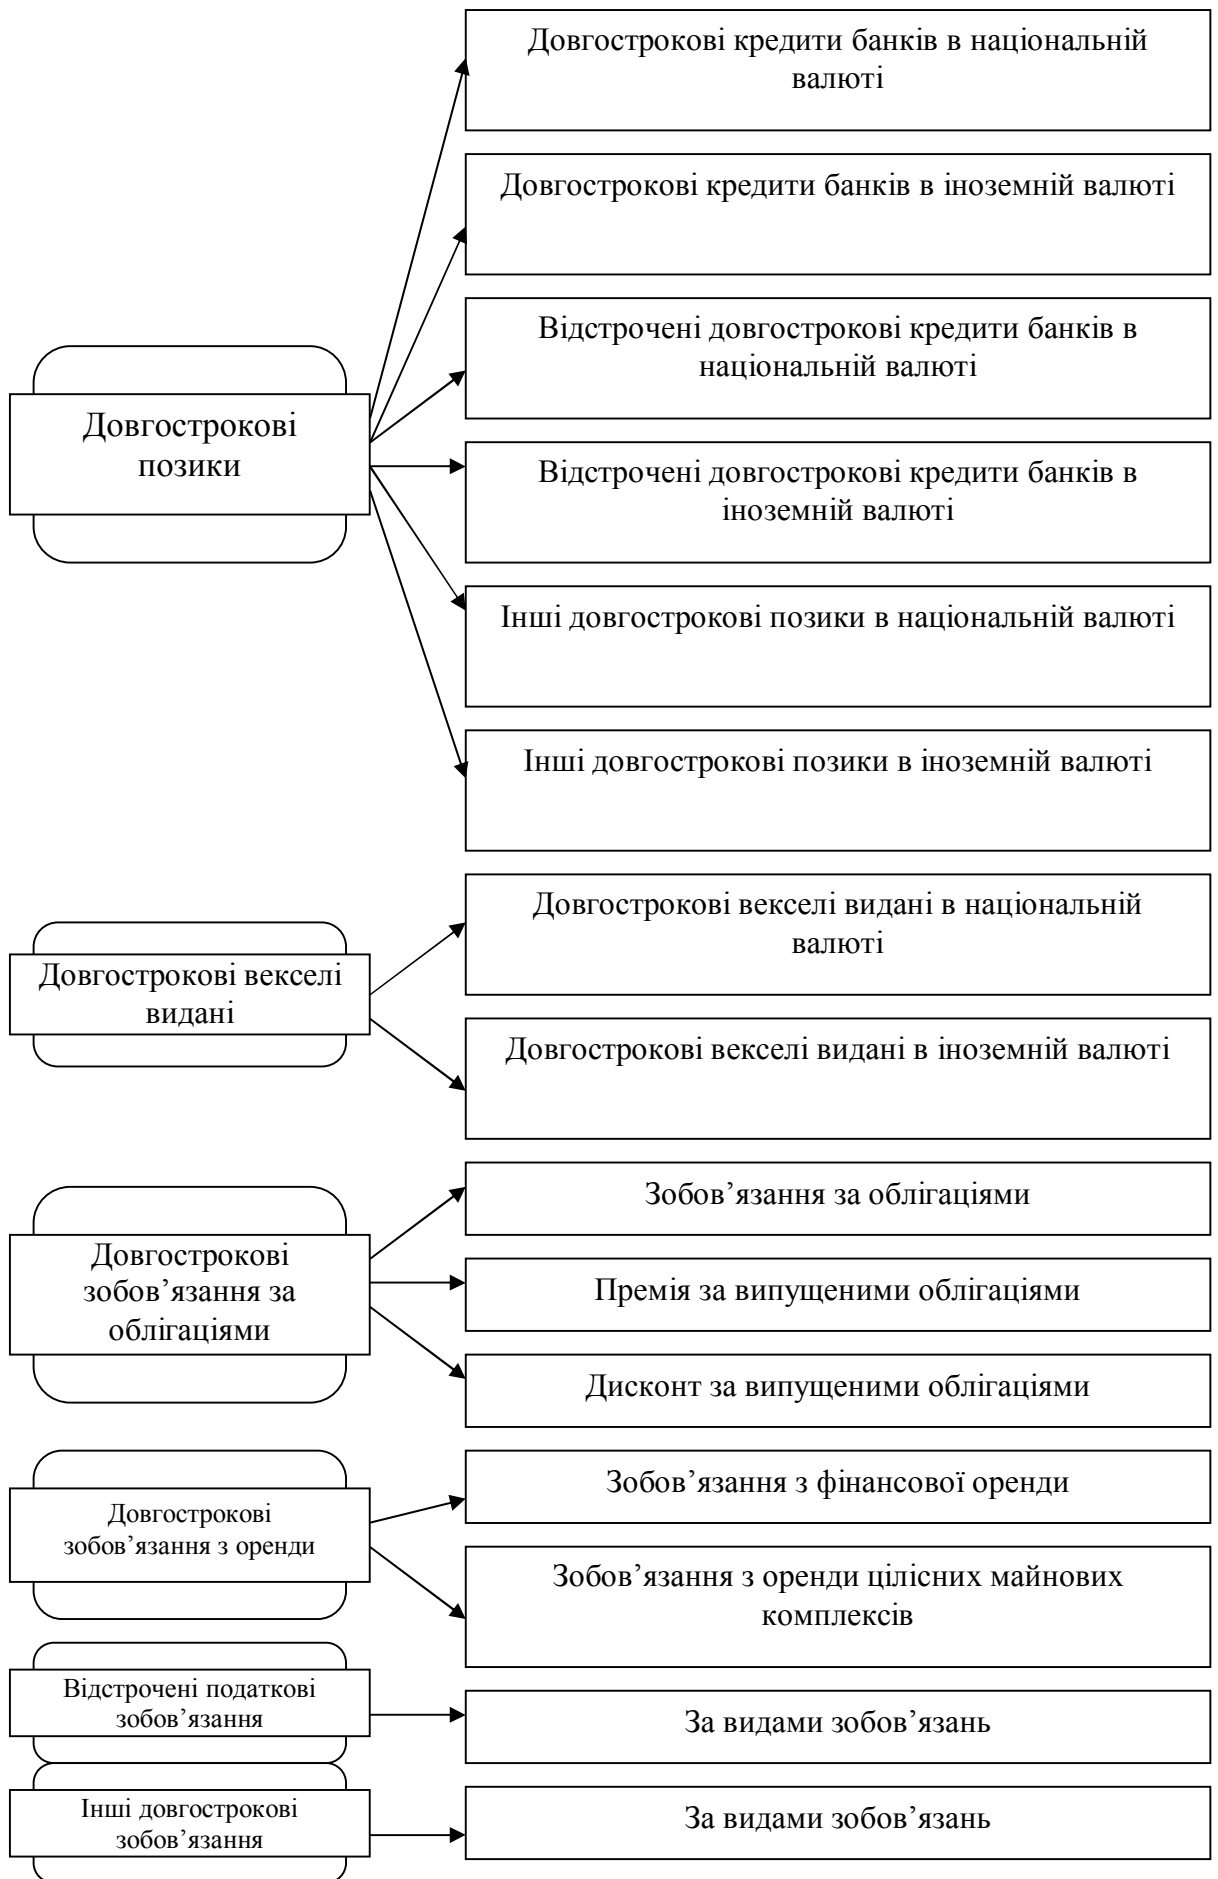 Довгострокові кредити банків в національній
валюті
Довгострокові кредити банків в іноземній валюті
Відстрочені довгострокові кредити банків в
національній валюті
Довгострокові
позики
Відстрочені довгострокові кредити банків в
іноземній валюті
Інші довгострокові позики в національній валюті
Інші довгострокові позики в іноземній валюті
Довгострокові векселі
видані
Довгострокові векселі видані в національній
валюті
Довгострокові векселі видані в іноземній валюті
Довгострокові
зобов’язання за
облігаціями
Зобов’язання за облігаціями
Премія за випущеними облігаціями
Дисконт за випущеними облігаціями
Довгострокові
зобов’язання з оренди
Зобов’язання з фінансової оренди
Зобов’язання з оренди цілісних майнових
комплексів
Відстрочені податкові
зобов’язання
За видами зобов’язань
Інші довгострокові
зобов’язання
За видами зобов’язань